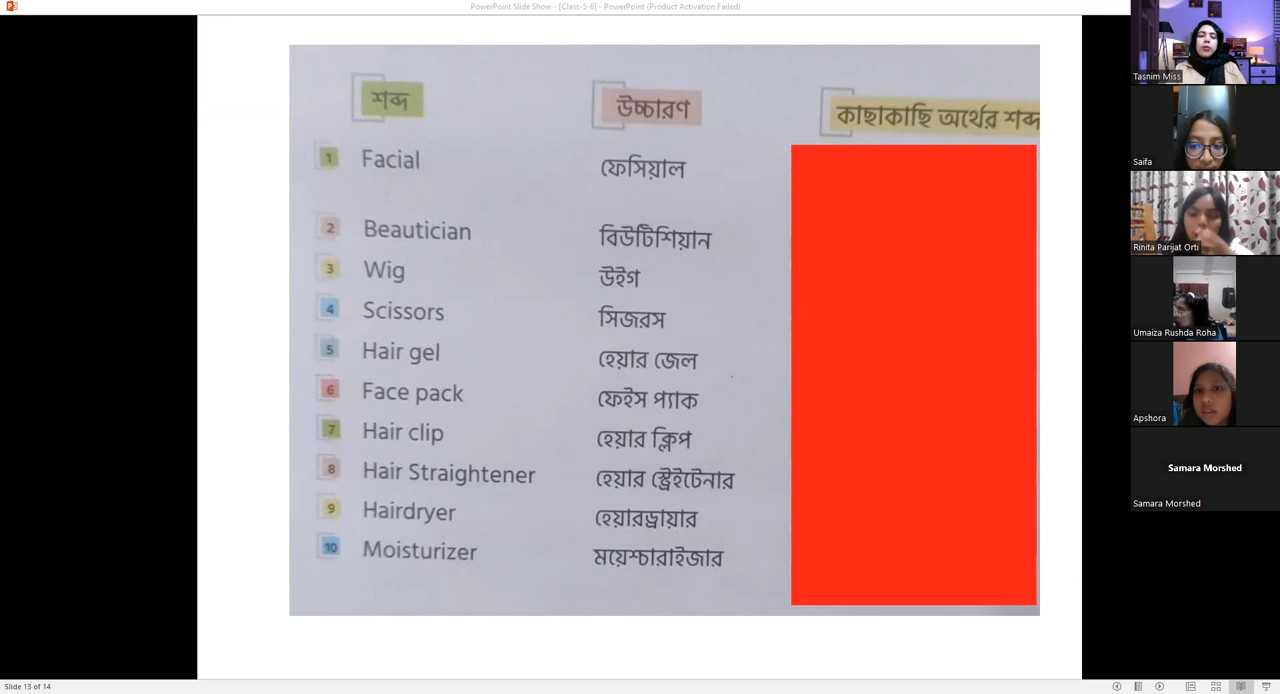 PowerPoint Slide Show - [Class-5-6] - PowerPoint (Product Activation Failed)
শব্দ উচ্চারণ কাছাকাছি অর্থের শব্দ
1 Facial ফেসিয়াল
2 Beautician বিউটিশিয়ান
3 Wig উইগ
4 Scissors সিজরস
5 Hair gel হেয়ার জেল
6 Face pack ফেইস প্যাক
7 Hair clip হেয়ার ক্লিপ
8 Hair Straightener হেয়ার স্ট্রেইটেনার
9 Hairdryer হেয়ারড্রায়ার
10 Moisturizer ময়েশ্চারাইজার
Tasnim Miss
Saifa
Rinita Parijat Orti
Umaiza Rushda Roha
Apshora
Samara Morshed
Samara Morshed
Slide 13 of 14